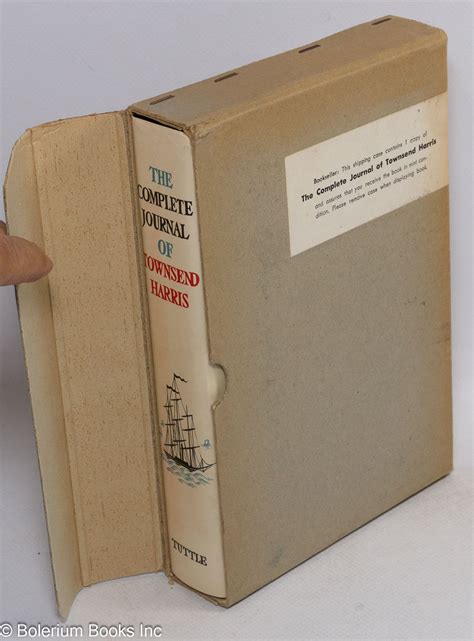 THE
COMPLETE
JOURNAL
OF
TOWNSEND
HARRIS
TUTTLE
Bookseller: This shipping case contains 1 copy of
The Complete Journal of Townsend Harris
and assures that you receive the book in mint con-
dition. Please remove case when displaying book.
© Bolerium Books Inc